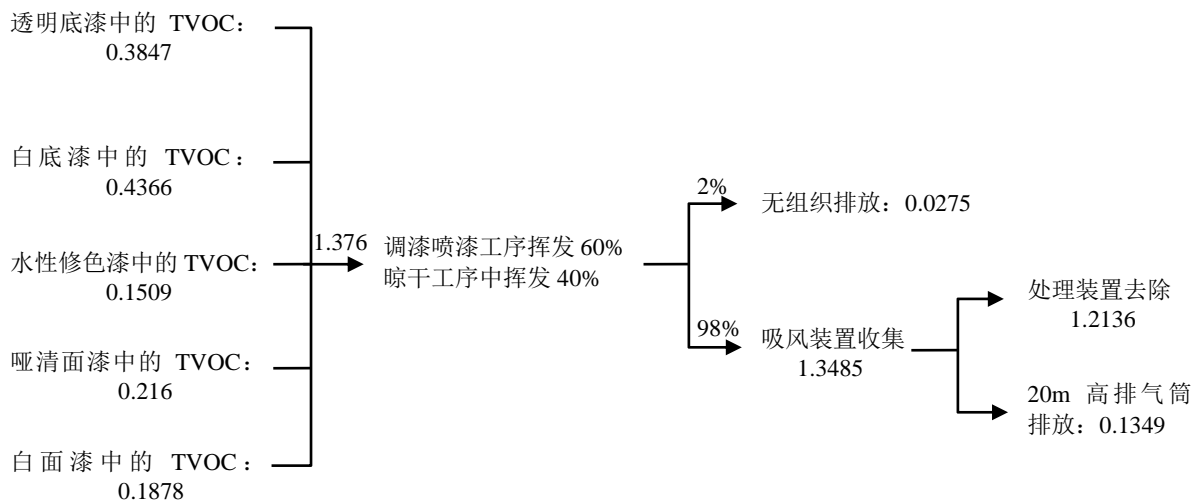 透明底漆中的 TVOC：
0.3847
白底漆中的 TVOC：
0.4366
水性修色漆中的 TVOC：
0.1509
哑清面漆中的 TVOC：
0.216
白面漆中的 TVOC：
0.1878
1.376
调漆喷漆工序挥发 60%
晾干工序中挥发 40%
2%
无组织排放：0.0275
98%
吸风装置收集
1.3485
处理装置去除
1.2136
20m 高排气筒
排放：0.1349